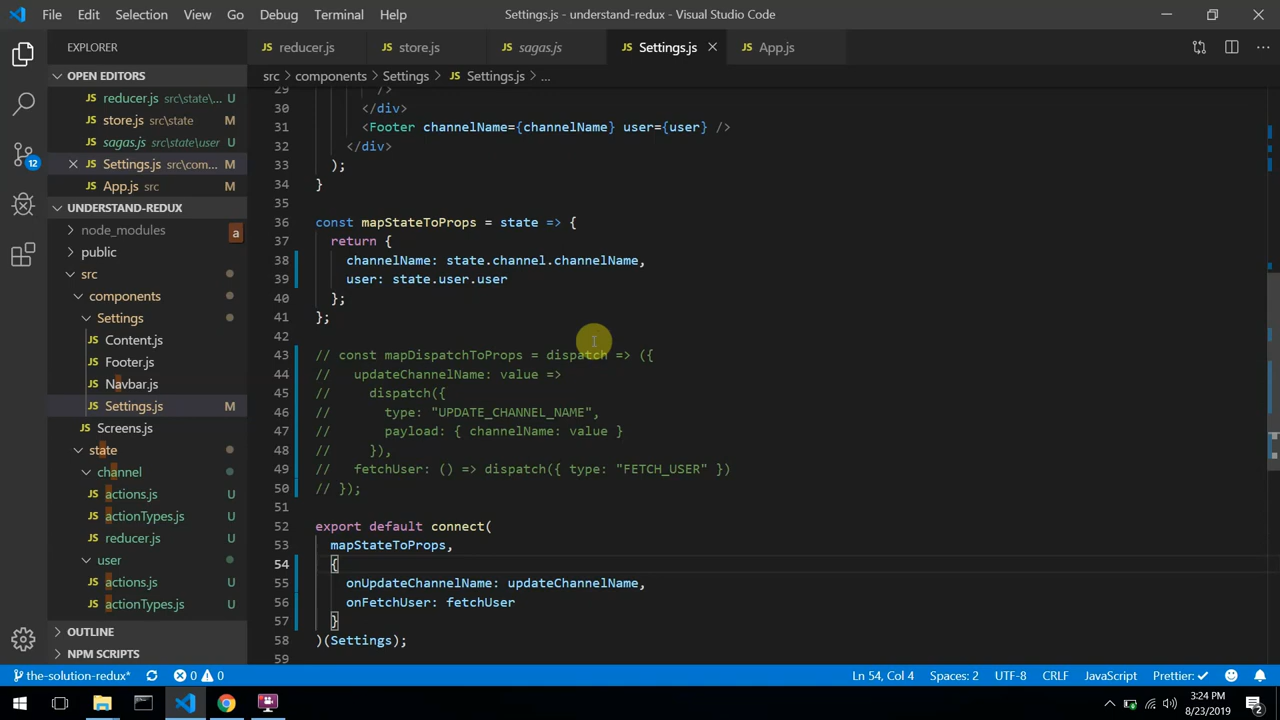 File Edit Selection View Go Debug Terminal Help Settings.js - understand-redux - Visual Studio Code
EXPLORER
reducer.js store.js sagas.js Settings.js App.js
OPEN EDITORS
JS reducer.js src\state\... U
JS store.js src\state M
JS sagas.js src\state\user U
JS Settings.js src\com... M
JS App.js src M
UNDERSTAND-REDUX
node_modules
a
public
src
components
Settings
JS Content.js
JS Footer.js
JS Navbar.js
JS Settings.js M
JS Screens.js
state
channel
JS actions.js U
JS actionTypes.js U
JS reducer.js U
user
JS actions.js U
JS actionTypes.js U
OUTLINE
NPM SCRIPTS
12
src > components > Settings > JS Settings.js > ...
29 />
30 </div>
31 <Footer channelName={channelName} user={user} />
32 </div>
33 );
34 }
35
36 const mapStateToProps = state => {
37 return {
38 channelName: state.channel.channelName,
39 user: state.user.user
40 };
41 };
42
43 // const mapDispatchToProps = dispatch => ({
44 // updateChannelName: value =>
45 // dispatch({
46 // type: "UPDATE_CHANNEL_NAME",
47 // payload: { channelName: value }
48 // }),
49 // fetchUser: () => dispatch({ type: "FETCH_USER" })
50 // });
51
52 export default connect(
53 mapStateToProps,
54 {
55 onUpdateChannelName: updateChannelName,
56 onFetchUser: fetchUser
57 }
58 )(Settings);
59
the-solution-redux* 0 0 Ln 54, Col 4 Spaces: 2 UTF-8 CRLF JavaScript Prettier: ✓
3:24 PM
8/23/2019
2